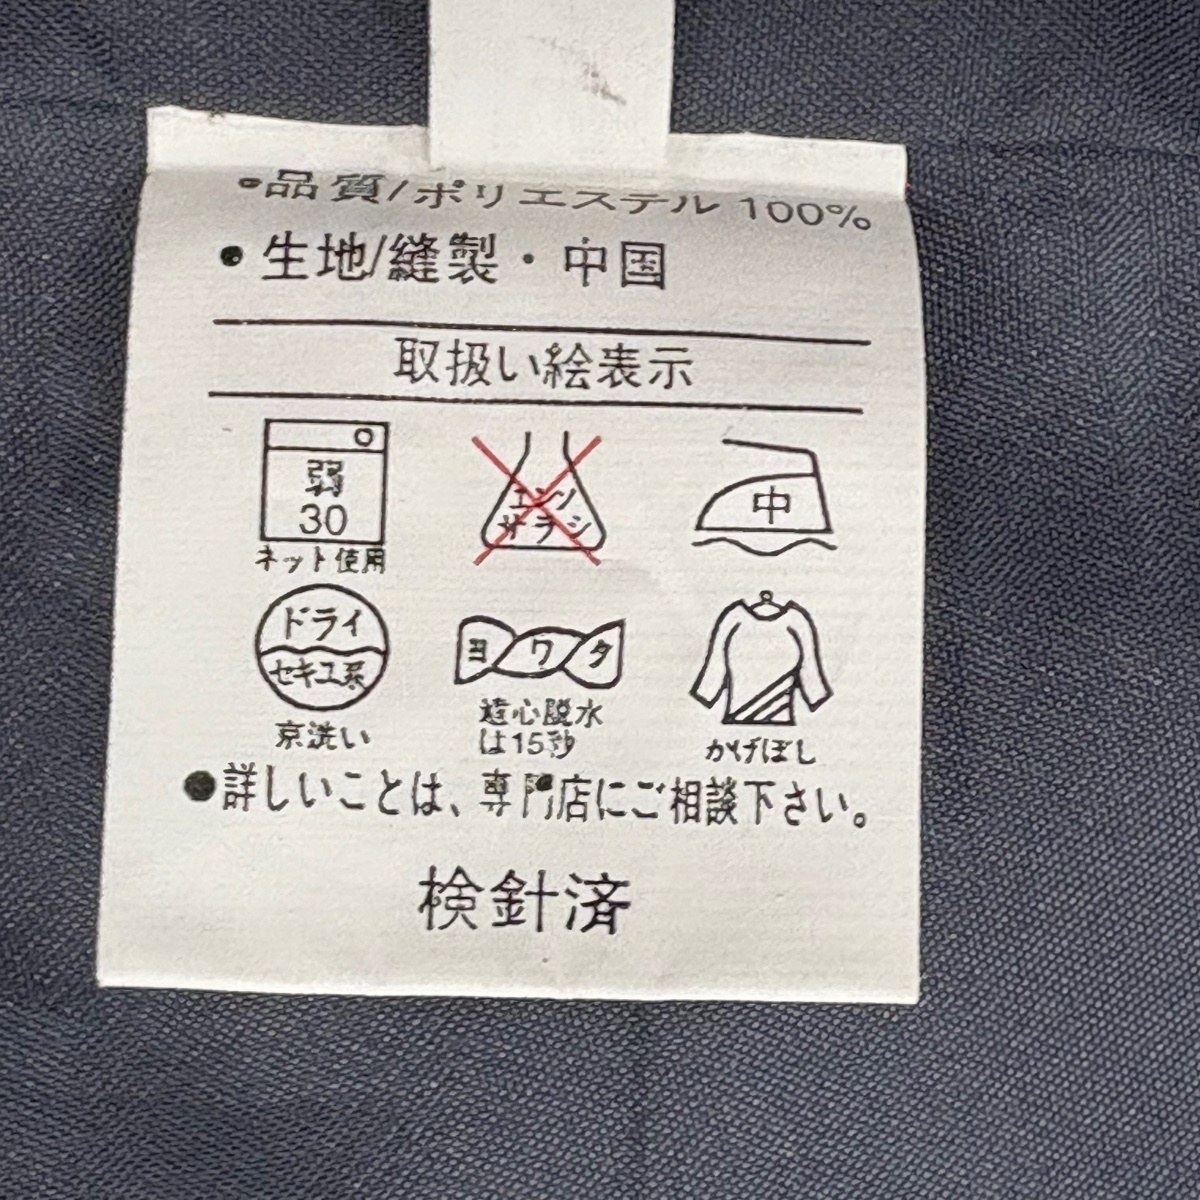 •品質/ポリエステル 100%
• 生地/縫製・中国
取扱い絵表示
弱
30
ネット使用
エンソ
サラシ
中
ドライ
セキユ系
京洗い
ヨワク
遠心脱水
は15秒
かげぼし
●詳しいことは、専門店にご相談下さい。
検針済